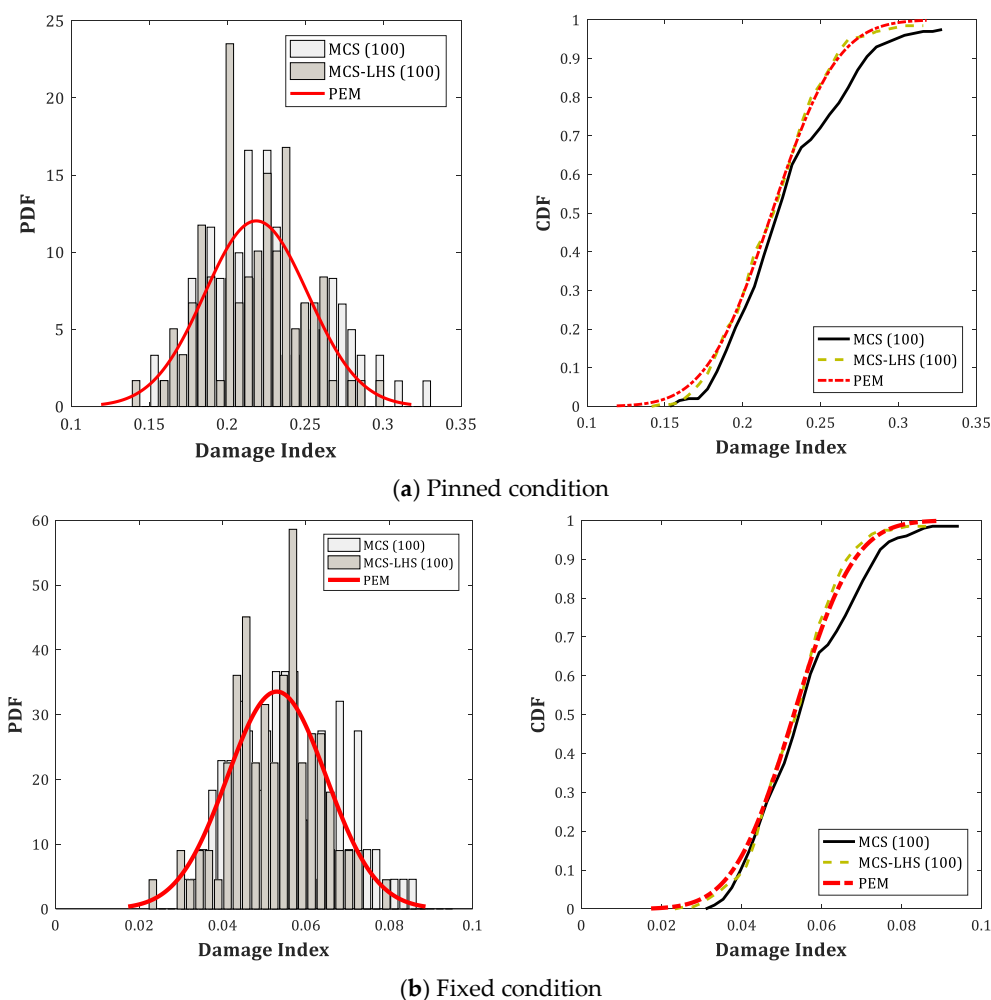 25
20
15
10
5
0
PDF
0.1
0.15
0.2
0.25
0.3
0.35
Damage Index
MCS (100)
MCS-LHS (100)
PEM
1
0.9
0.8
0.7
0.6
0.5
0.4
0.3
0.2
0.1
0
CDF
0.1
0.15
0.2
0.25
0.3
0.35
Damage Index
MCS (100)
MCS-LHS (100)
PEM
(a) Pinned condition
60
50
40
30
20
10
0
PDF
0
0.02
0.04
0.06
0.08
0.1
Damage Index
MCS (100)
MCS-LHS (100)
PEM
1
0.9
0.8
0.7
0.6
0.5
0.4
0.3
0.2
0.1
0
CDF
0
0.02
0.04
0.06
0.08
0.1
Damage Index
MCS (100)
MCS-LHS (100)
PEM
(b) Fixed condition